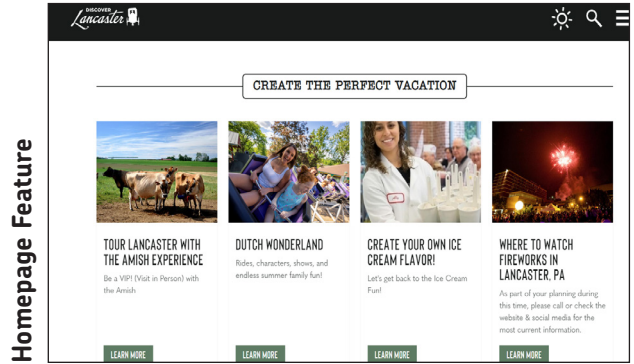 Homepage Feature
DISCOVER
Lancaster PA
CREATE THE PERFECT VACATION
TOUR LANCASTER WITH
THE AMISH EXPERIENCE
Be a VIP! (Visit in Person) with
the Amish
LEARN MORE
DUTCH WONDERLAND
Rides, characters, shows, and
endless summer family fun!
LEARN MORE
CREATE YOUR OWN ICE
CREAM FLAVOR!
Let's get back to the Ice Cream
Fun!
LEARN MORE
WHERE TO WATCH
FIREWORKS IN
LANCASTER, PA
As part of your planning during
this time, please call or check the
website & social media for the
most current information.
LEARN MORE